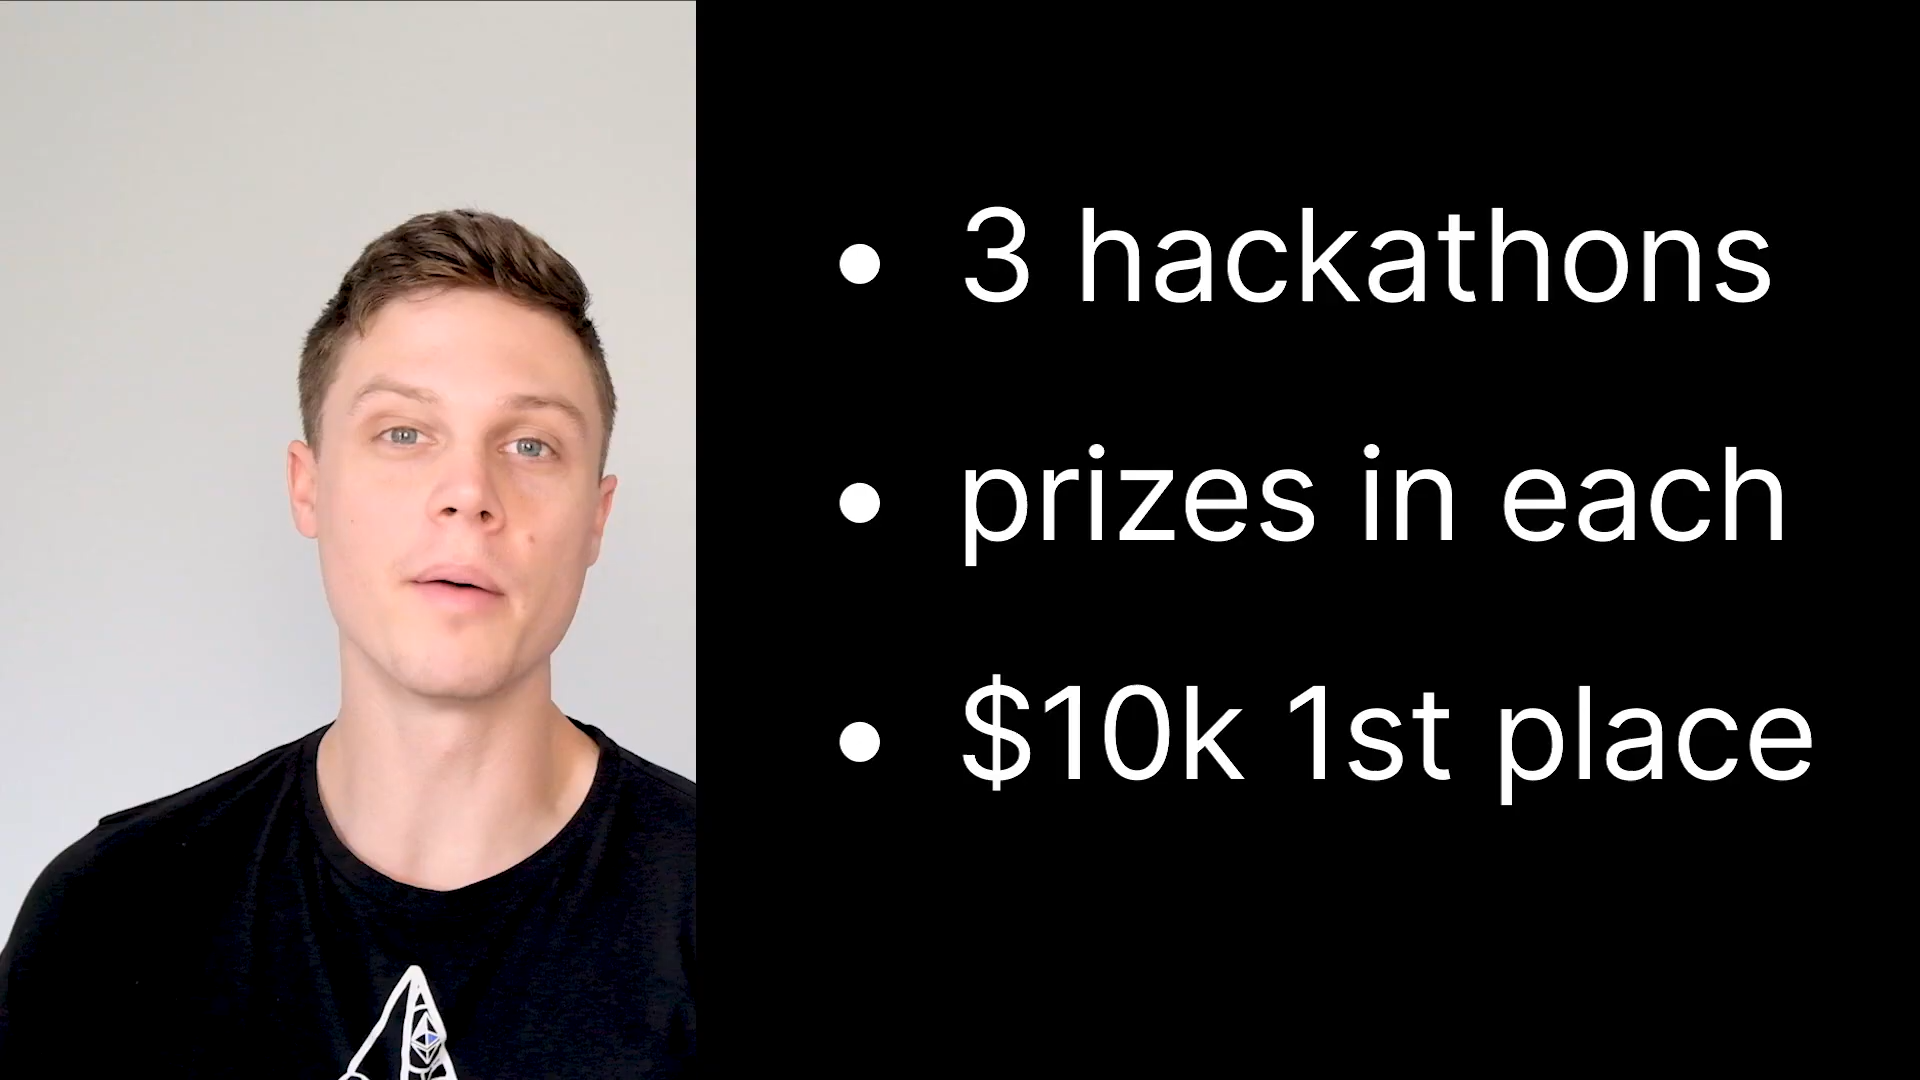 • 3 hackathons
• prizes in each
• $10k 1st place